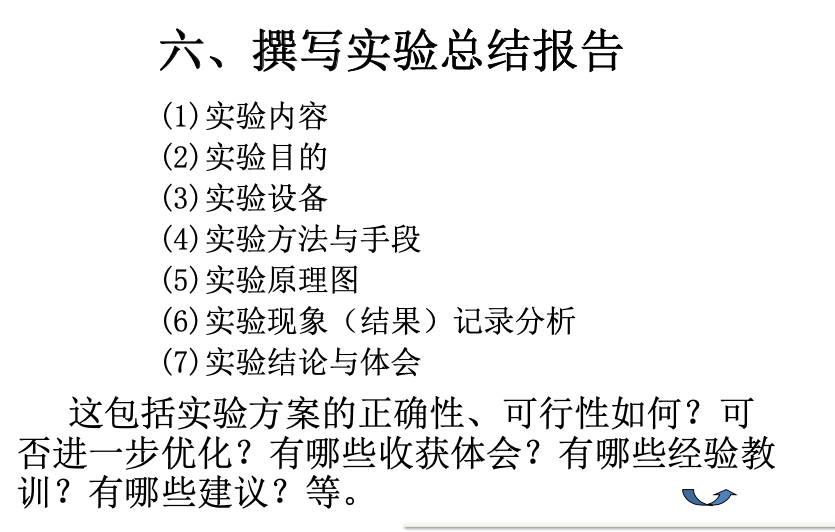 六、撰写实验总结报告
(1)实验内容
(2)实验目的
(3)实验设备
(4)实验方法与手段
(5)实验原理图
(6)实验现象（结果）记录分析
(7)实验结论与体会
这包括实验方案的正确性、可行性如何？可
否进一步优化？有哪些收获体会？有哪些经验教
训？有哪些建议？等。